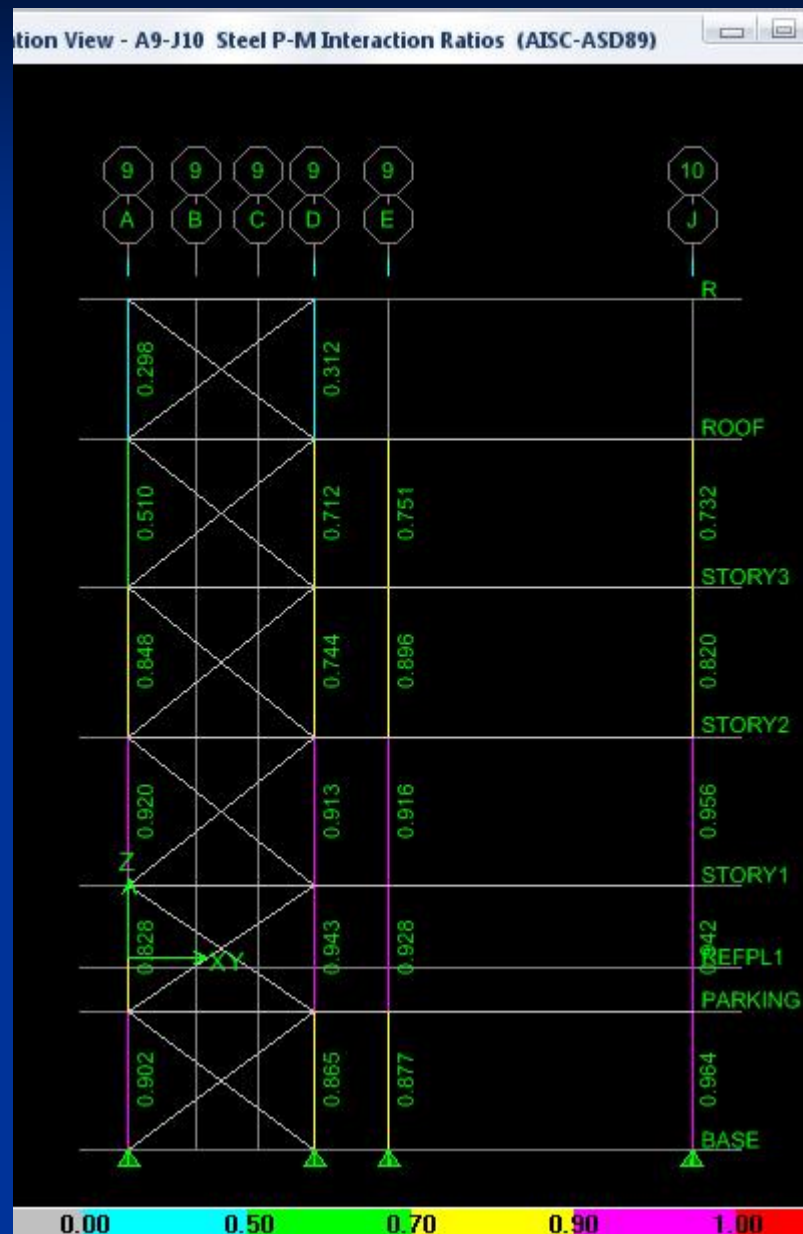 tion View - A9-J10 Steel P-M Interaction Ratios (AISC-ASD89)
9 9 9 9 9 10
A B C D E J
R
0.298 0.312
ROOF
0.510 0.712 0.751 0.732
STORY3
0.848 0.744 0.896 0.820
STORY2
0.920 0.913 0.916 0.956
Z
STORY1
0.828 0.943 0.928
XY
REFPL1
PARKING
0.902 0.865 0.877 0.964
BASE
0.00 0.50 0.70 0.90 1.00